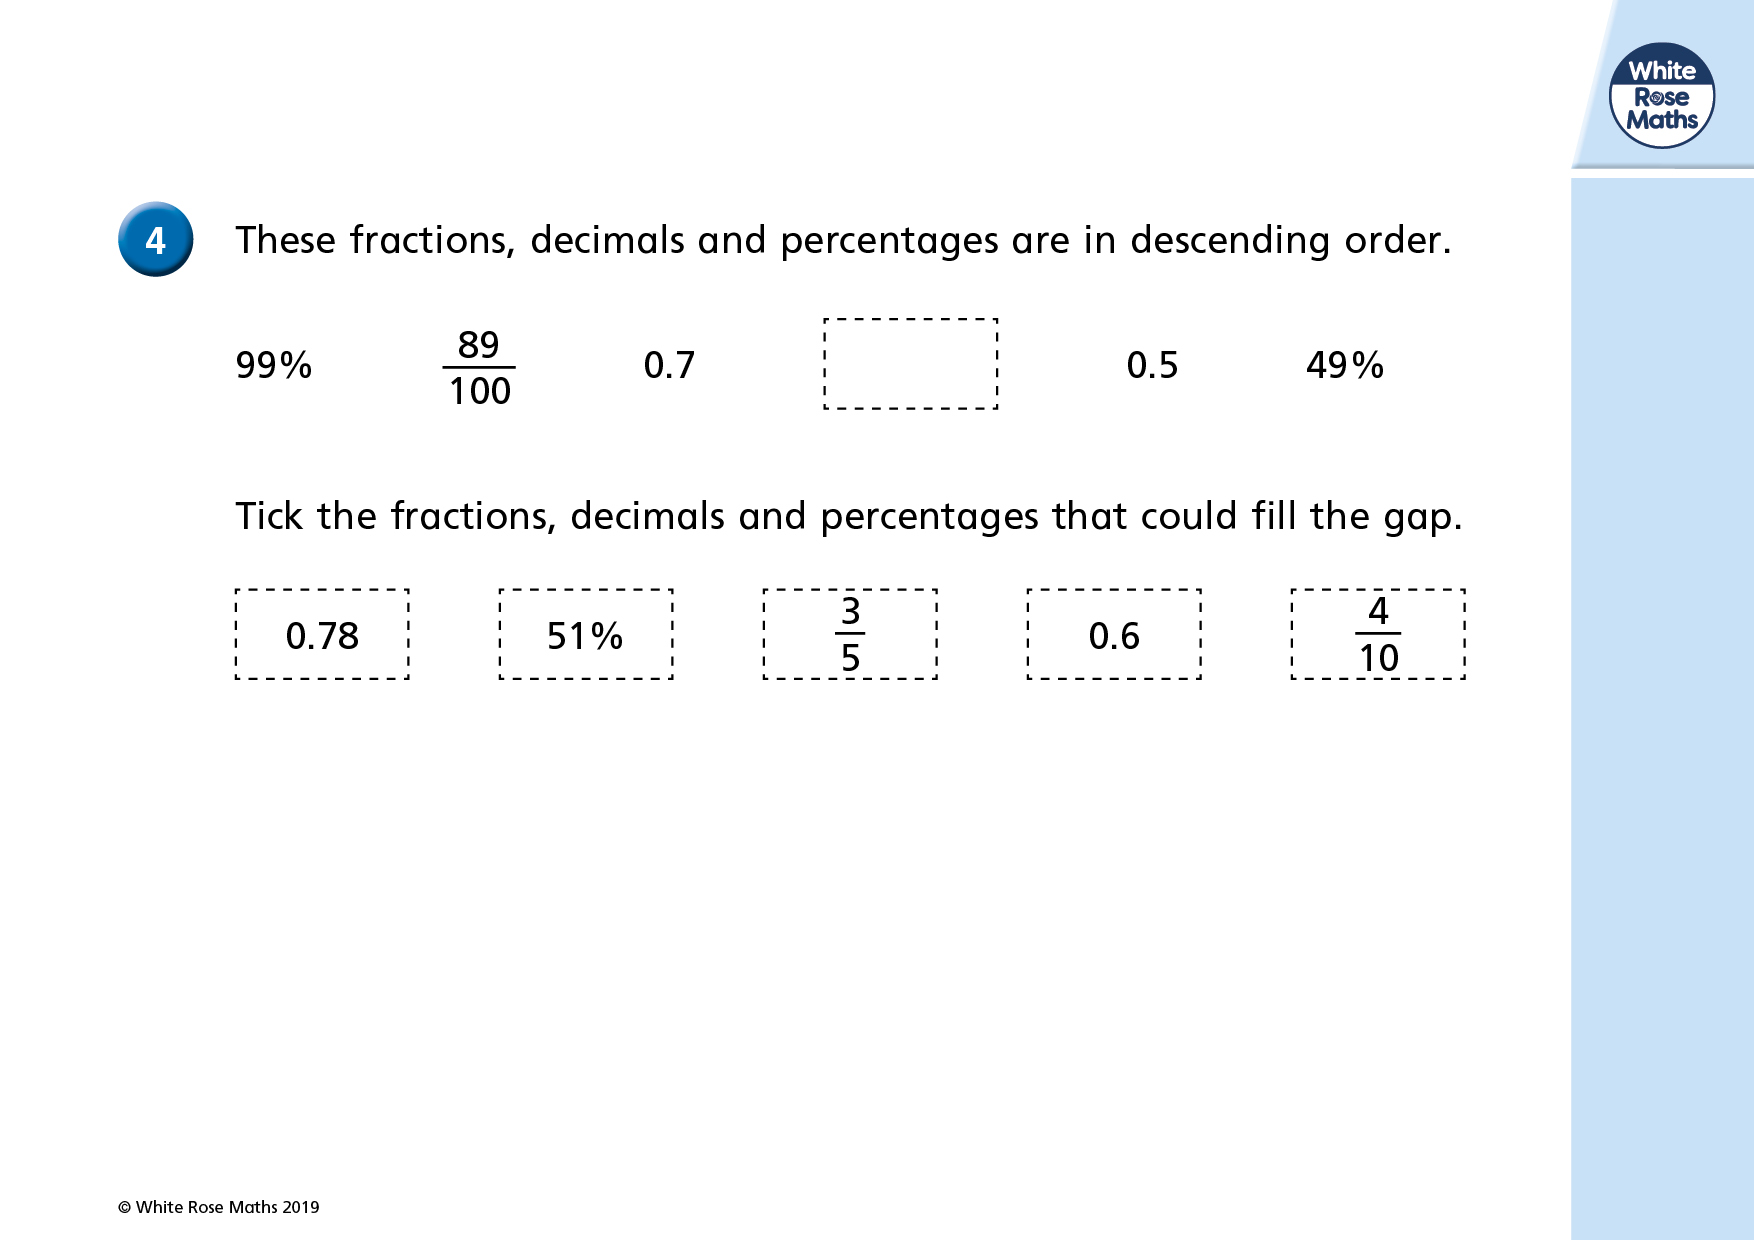 White
Rose
Maths
4 These fractions, decimals and percentages are in descending order.
99% 89/100 0.7 0.5 49%
Tick the fractions, decimals and percentages that could fill the gap.
0.78 51% 3/5 0.6 4/10
© White Rose Maths 2019